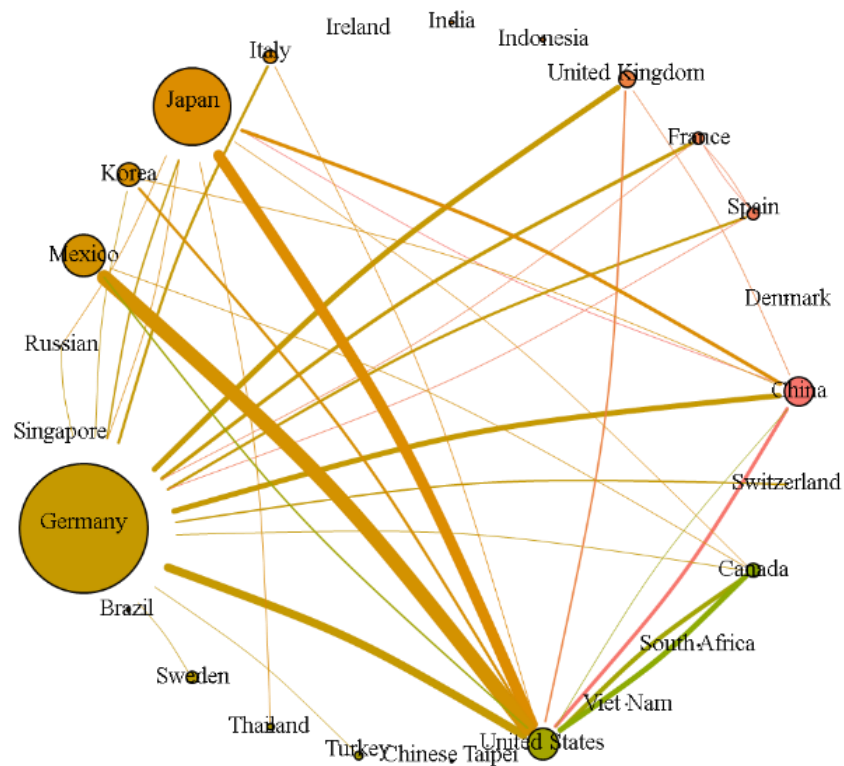 Ireland
India
Indonesia
Italy
United Kingdom
Japan
France
Korea
Spain
Mexico
Denmark
Russian
China
Singapore
Switzerland
Germany
Canada
Brazil
South Africa
Sweden
Viet Nam
Thailand
Turkey
Chinese Taipei
United States